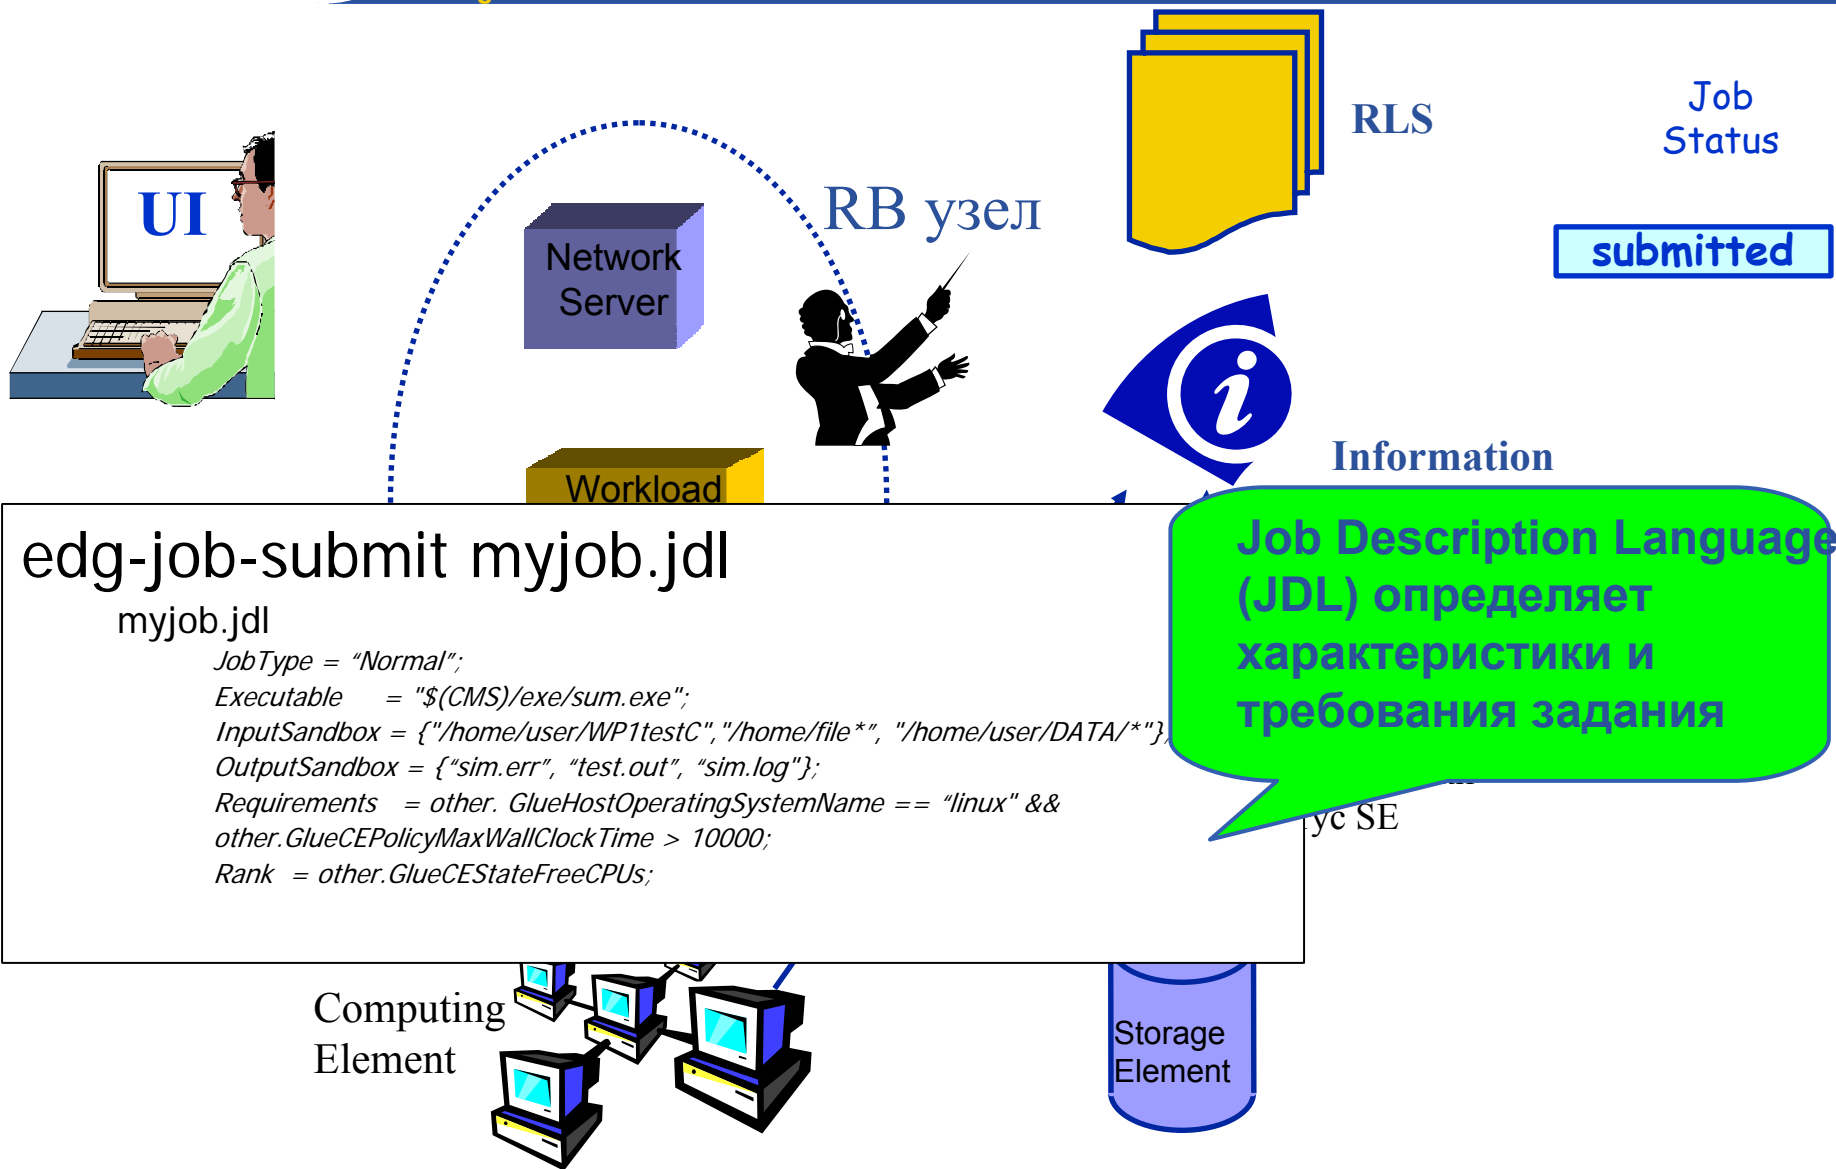 UI
Network
Server
RB узел
RLS
Job
Status
submitted
Workload
Information
edg-job-submit myjob.jdl
myjob.jdl
JobType = “Normal”;
Executable = "$(CMS)/exe/sum.exe";
InputSandbox = {"/home/user/WP1testC","/home/file*”, "/home/user/DATA/*"};
OutputSandbox = {“sim.err”, “test.out”, “sim.log"};
Requirements = other. GlueHostOperatingSystemName == “linux" &&
other.GlueCEPolicyMaxWallClockTime > 10000;
Rank = other.GlueCEStateFreeCPUs;
Job Description Language
(JDL) определяет
характеристики и
требования задания
SE
Computing
Element
Storage
Element